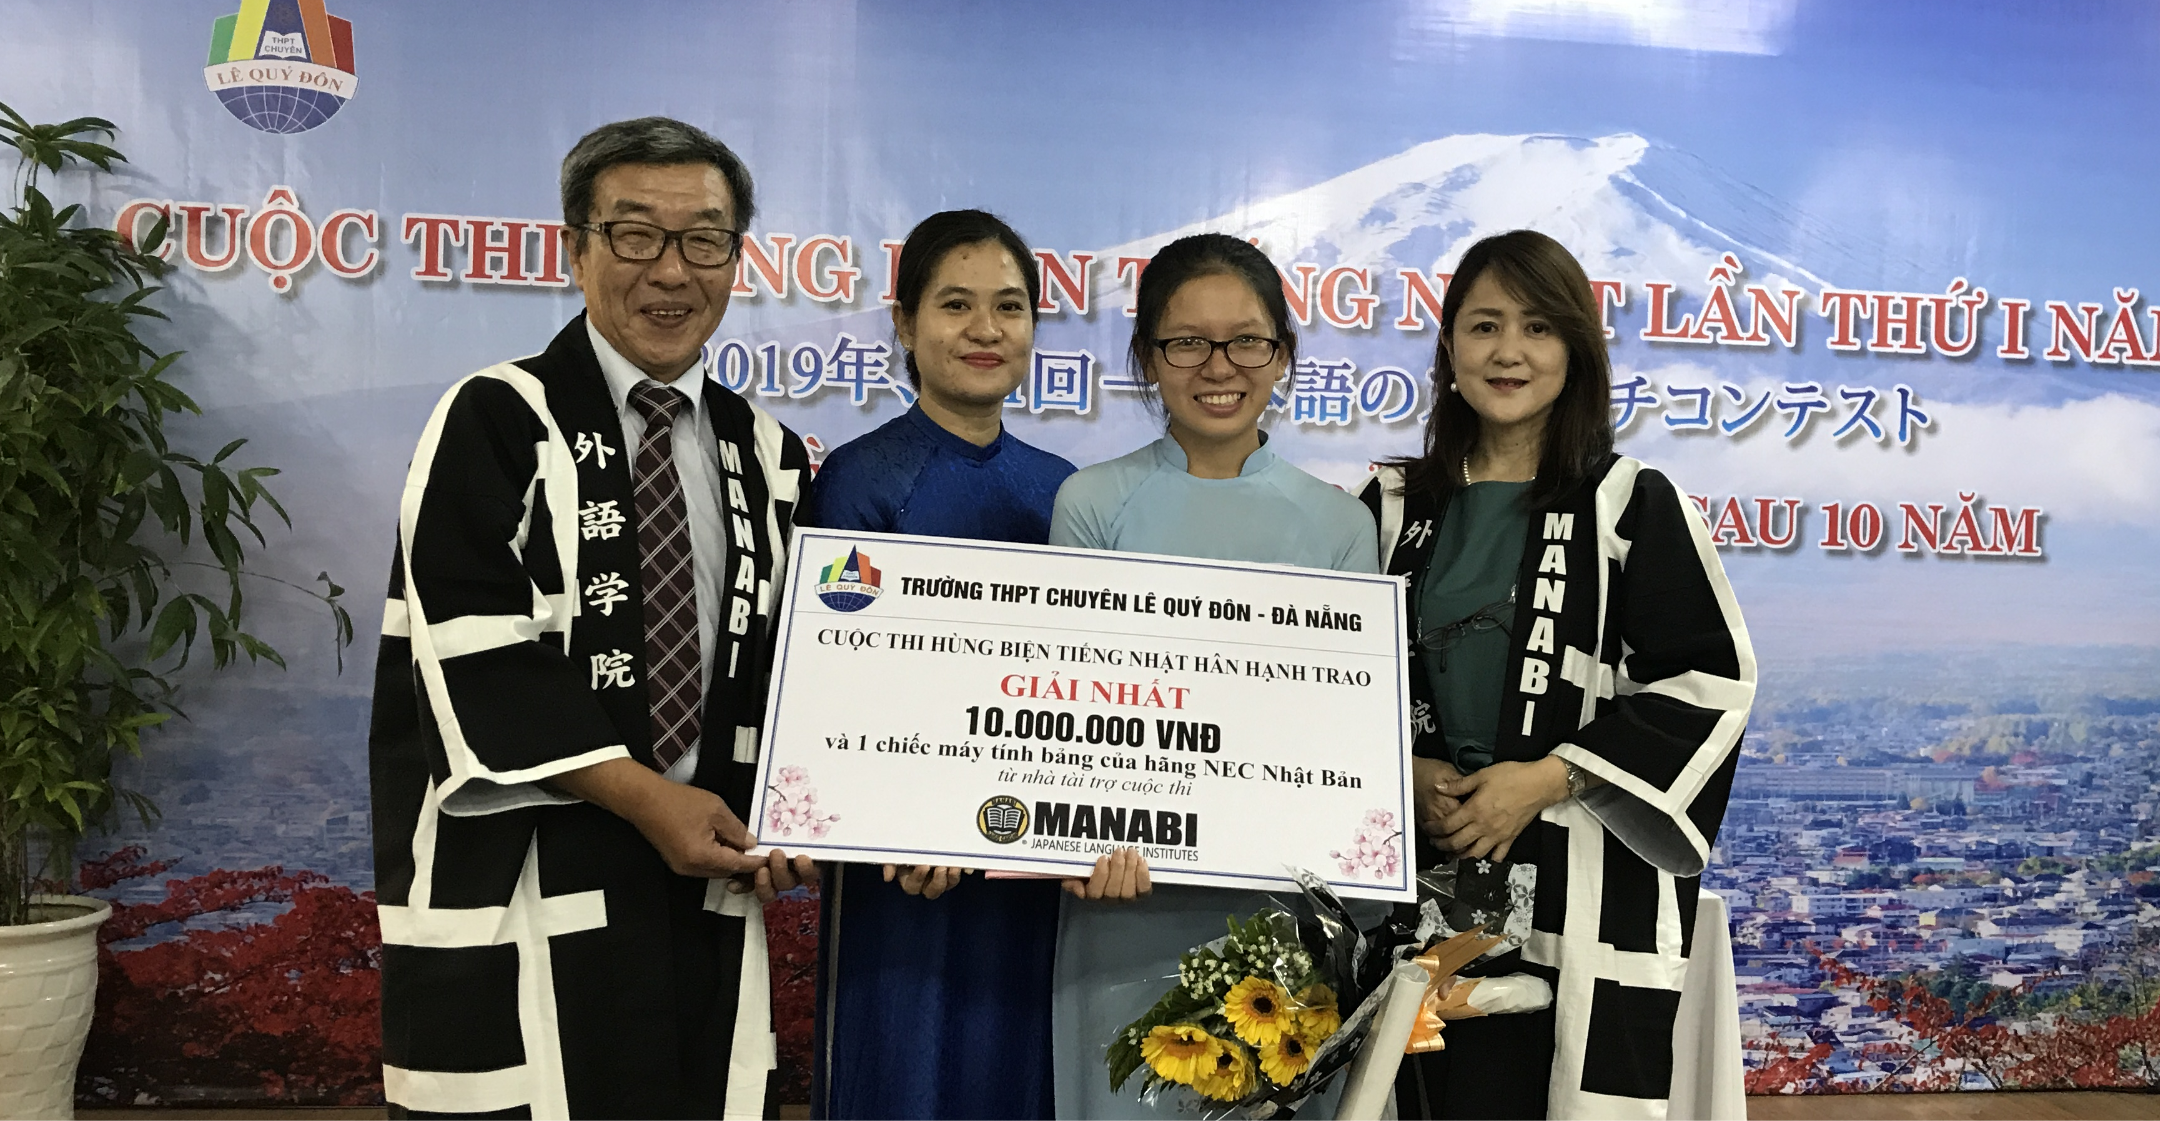 THPT
CHUYÊN
LÊ QUÝ ĐÔN
CUỘC THI NG LẦN THỨ I
2019年、 回 語の チコンテスト
SAU 10 NĂM
外語学院
MANABI
外
院
MANABI
LÊ QUÝ ĐÔN
TRƯỜNG THPT CHUYÊN LÊ QUÝ ĐÔN - ĐÀ NẴNG
CUỘC THI HÙNG BIỆN TIẾNG NHẬT HÂN HẠNH TRAO
GIẢI NHẤT
10.000.000 VNĐ
và 1 chiếc máy tính bảng của hãng NEC Nhật Bản
từ nhà tài trợ cuộc thi
MANABI
JAPANESE LANGUAGE INSTITUTES